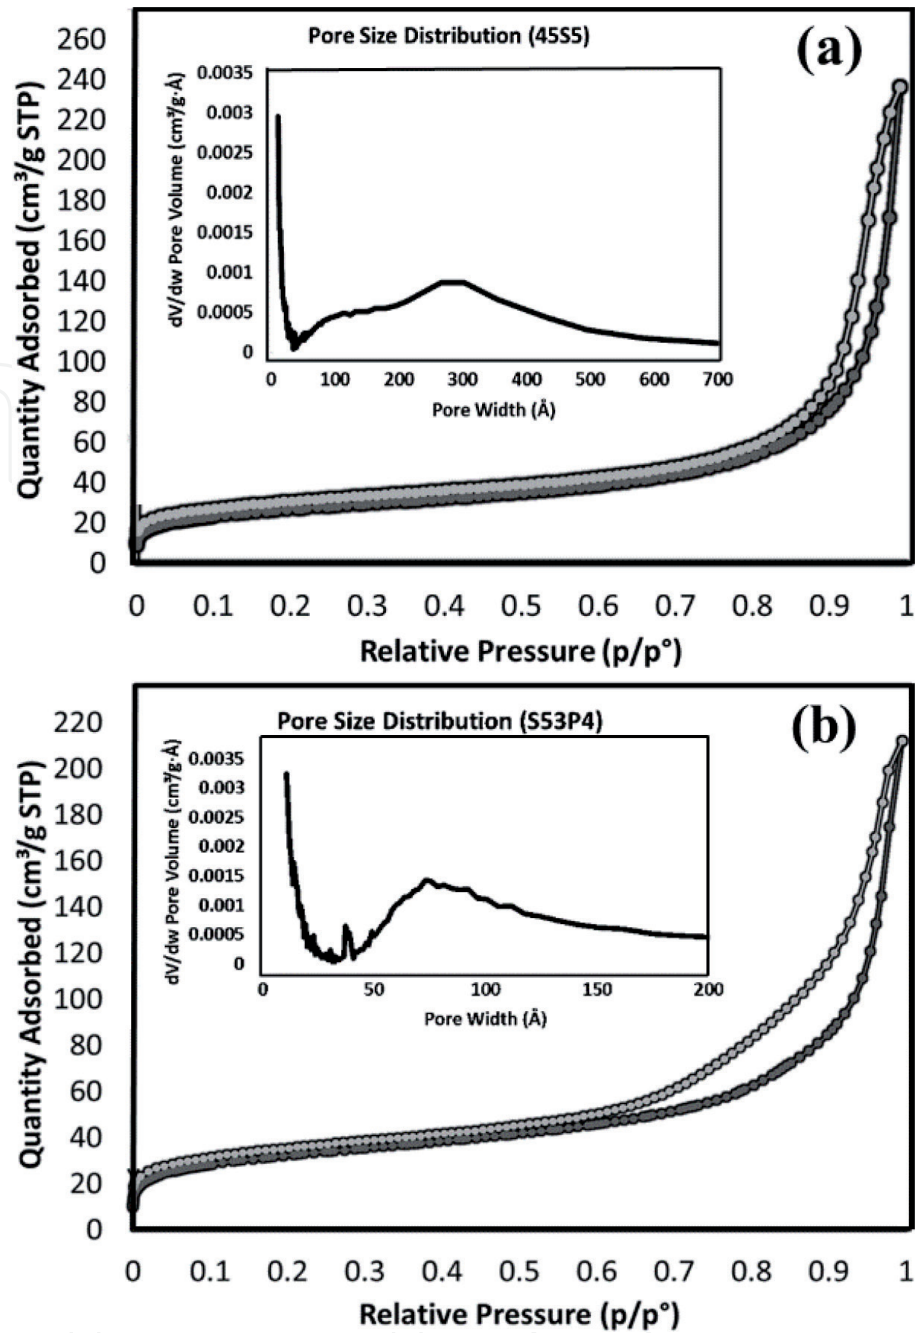 Pore Size Distribution (45S5)
(a)
Quantity Adsorbed (cm³/g STP)
260
240
220
200
180
160
140
120
100
80
60
40
20
0
dV/dw Pore Volume (cm³/g·Å)
0.0035
0.003
0.0025
0.002
0.0015
0.001
0.0005
0
0 100 200 300 400 500 600 700
Pore Width (Å)
0 0.1 0.2 0.3 0.4 0.5 0.6 0.7 0.8 0.9 1
Relative Pressure (p/p°)
Pore Size Distribution (S53P4)
(b)
Quantity Adsorbed (cm³/g STP)
220
200
180
160
140
120
100
80
60
40
20
0
dV/dw Pore Volume (cm³/g·Å)
0.0035
0.003
0.0025
0.002
0.0015
0.001
0.0005
0
0 50 100 150 200
Pore Width (Å)
0 0.1 0.2 0.3 0.4 0.5 0.6 0.7 0.8 0.9 1
Relative Pressure (p/p°)